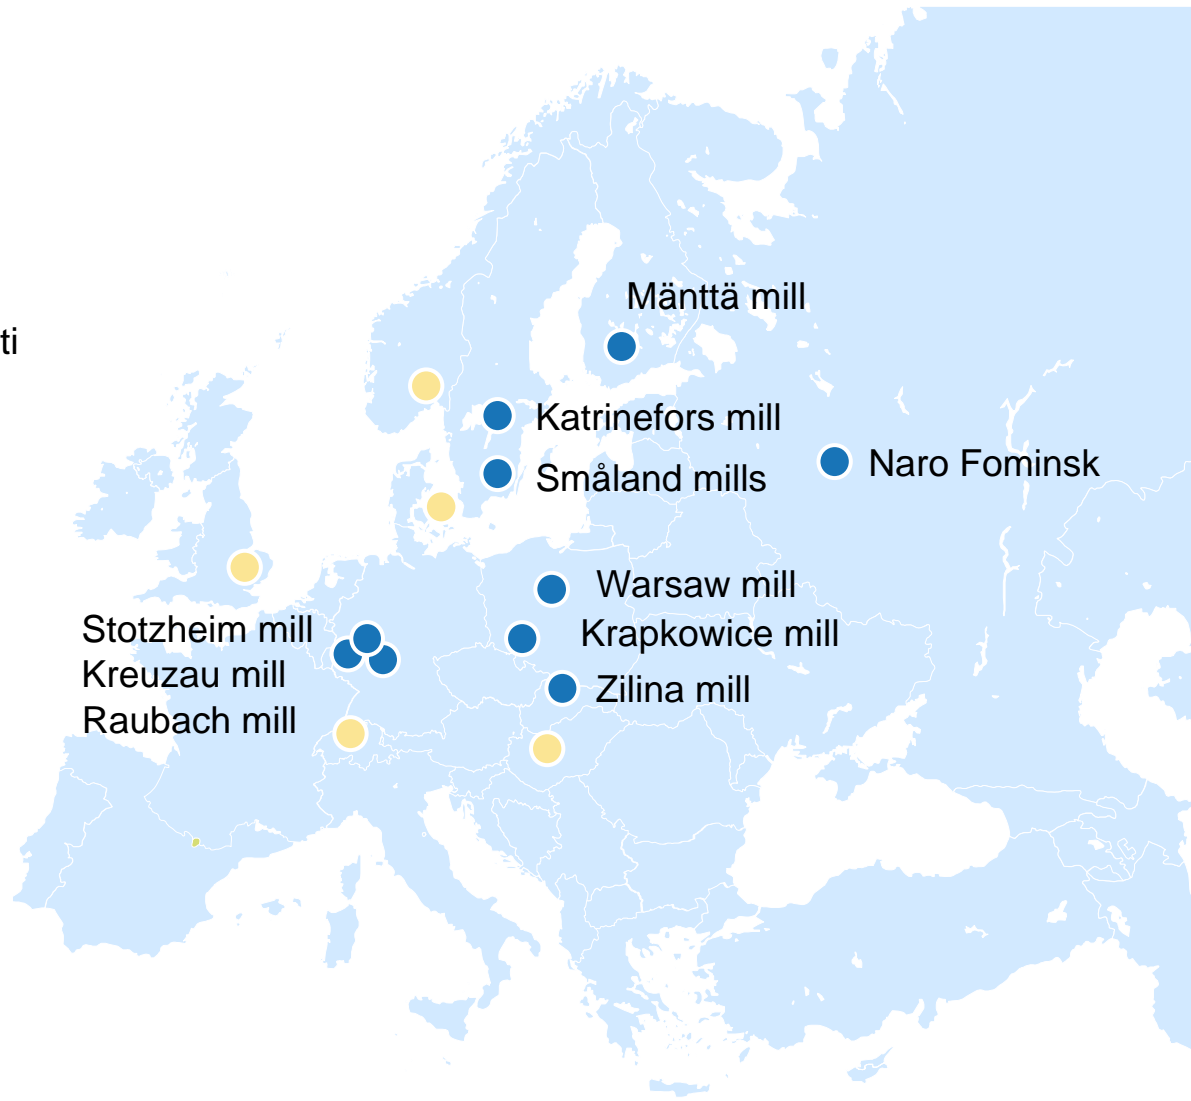 Mänttä mill
ti
Katrinefors mill
Naro Fominsk
Småland mills
Warsaw mill
Stotzheim mill
Krapkowice mill
Kreuzau mill
Zilina mill
Raubach mill